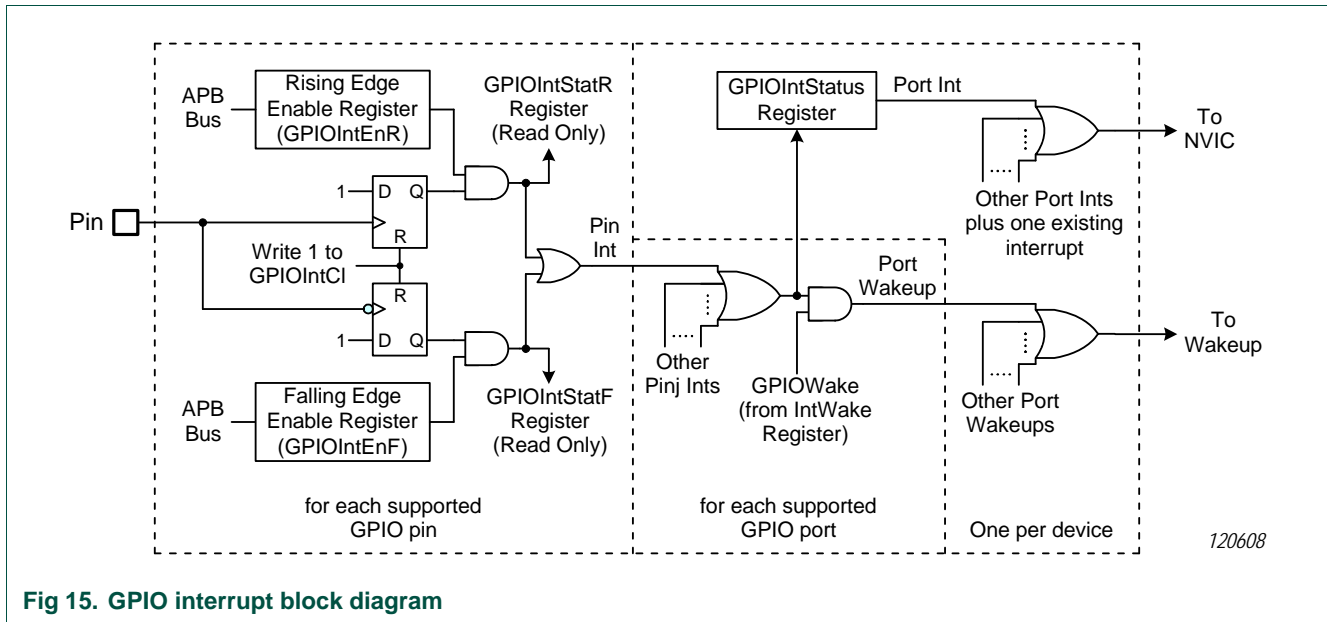 APB
Bus
Rising Edge
Enable Register
(GPIOIntEnR)
GPIOIntStatR
Register
(Read Only)
GPIOIntStatus
Register
Port Int
To
NVIC
Other Port Ints
plus one existing
interrupt
Pin
1
D
Q
R
Write 1 to
GPIOIntCl
R
1
D
Q
Pin
Int
Port
Wakeup
To
Wakeup
Other
Pinj Ints
GPIOWake
(from IntWake
Register)
Other Port
Wakeups
APB
Bus
Falling Edge
Enable Register
(GPIOIntEnF)
GPIOIntStatF
Register
(Read Only)
for each supported
GPIO pin
for each supported
GPIO port
One per device
120608
Fig 15. GPIO interrupt block diagram